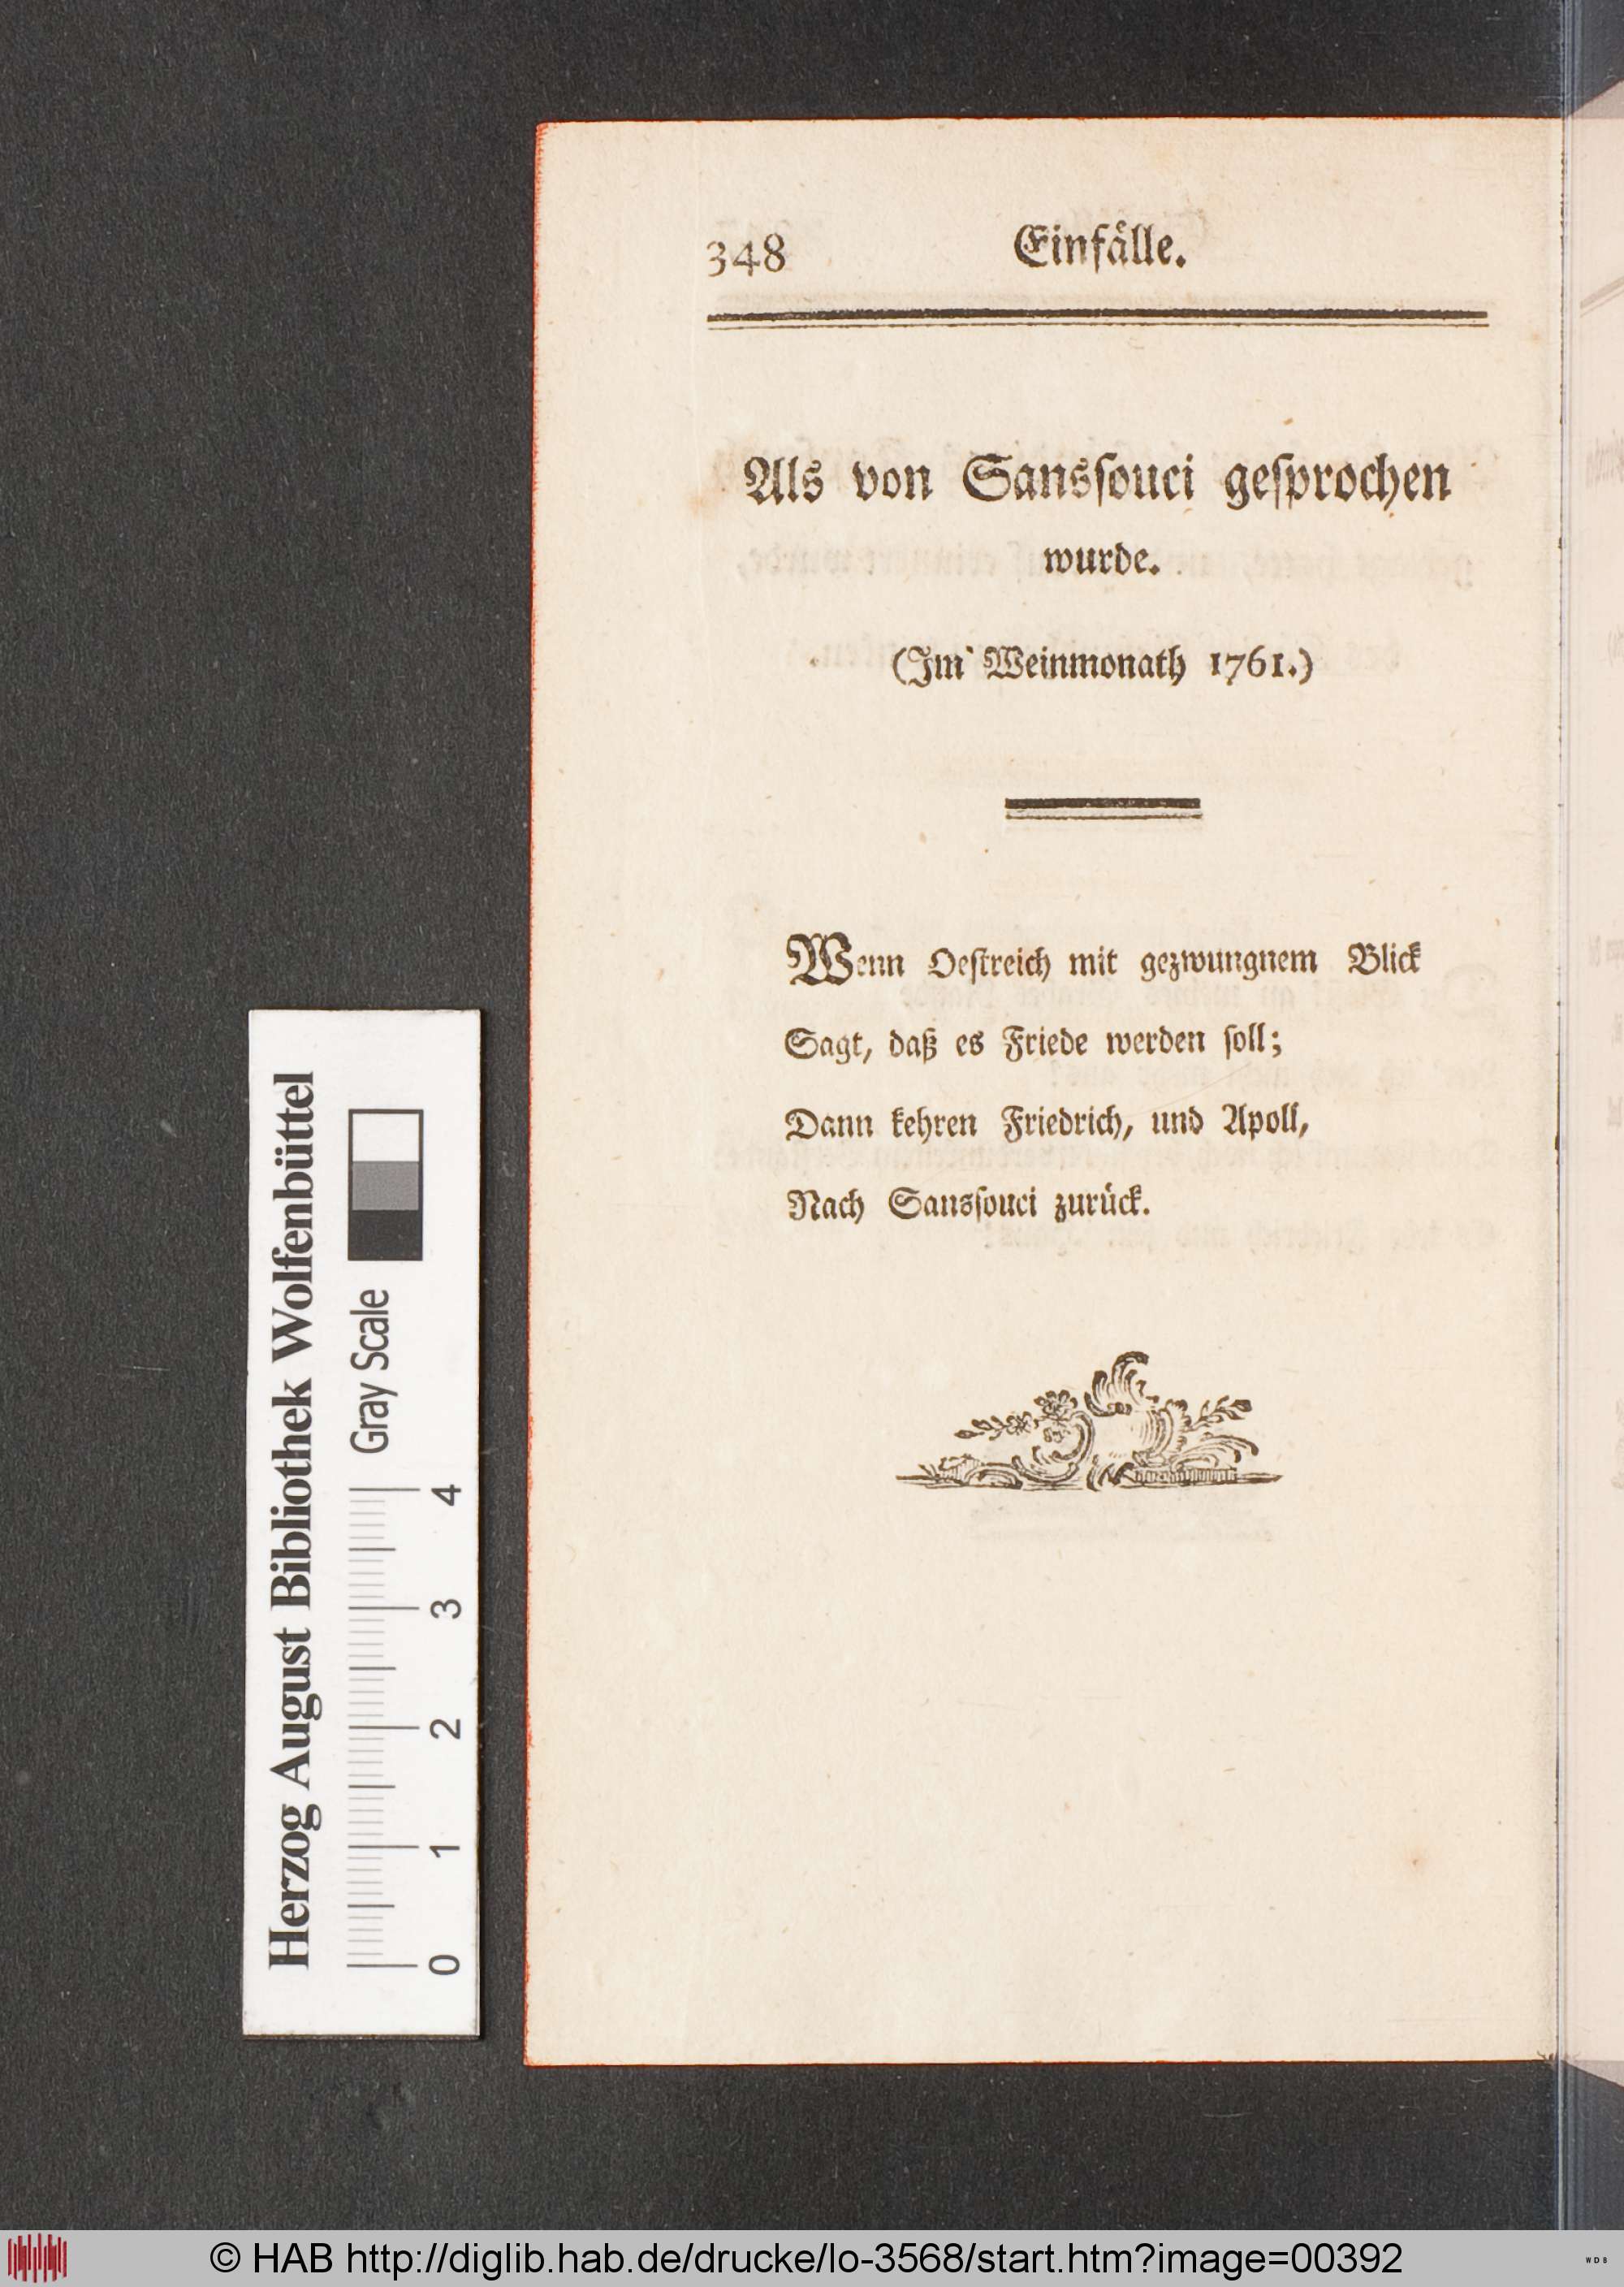 348 Einfälle.
Als von Sansſouci geſprochen
wurde.
(Im Weinmonath 1761.)
Wenn Oeſtreich mit gezwungnem Blick
Sagt, daß es Friede werden ſoll;
Dann kehren Friedrich, und Apoll,
Nach Sansſouci zurück.
Herzog August Bibliothek Wolfenbüttel
Gray Scale
0 1 2 3 4
© HAB http://diglib.hab.de/drucke/lo-3568/start.htm?image=00392
WDB